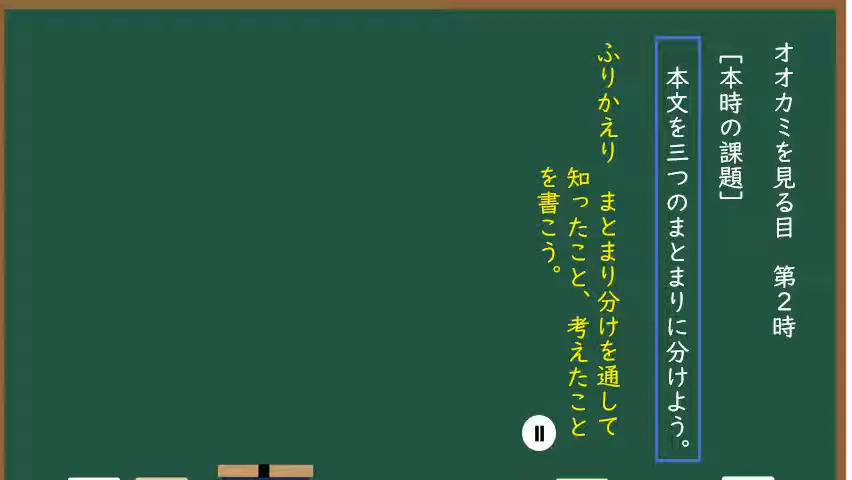 オオカミを見る目　第２時
［本時の課題］
本文を三つのまとまりに分けよう。
ふりかえり　まとまり分けを通して
知ったこと、考えたこと
を書こう。